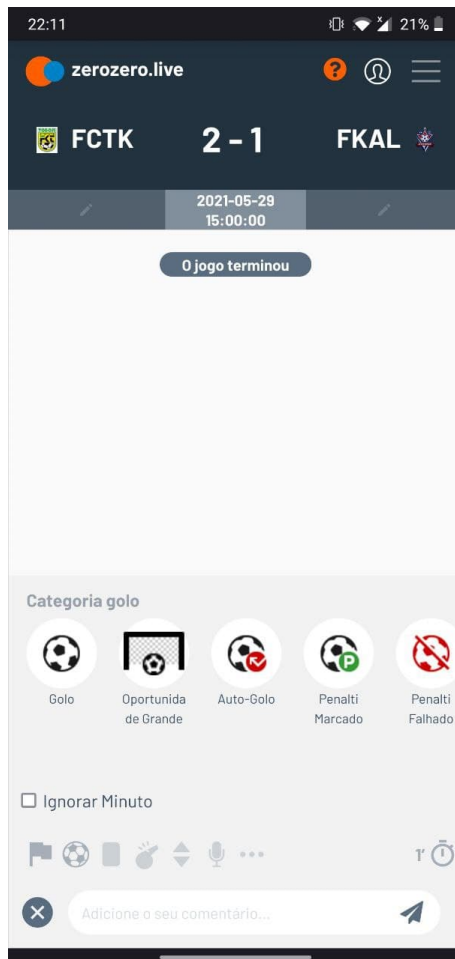 22:11
21%
zerozero.live
?
FCTK
2 - 1
FKAL
2021-05-29
15:00:00
O jogo terminou
Categoria golo
Golo
Oportunida
de Grande
Auto-Golo
P
Penalti
Marcado
Penalti
Falhado
Ignorar Minuto
1'
Adicione o seu comentário...